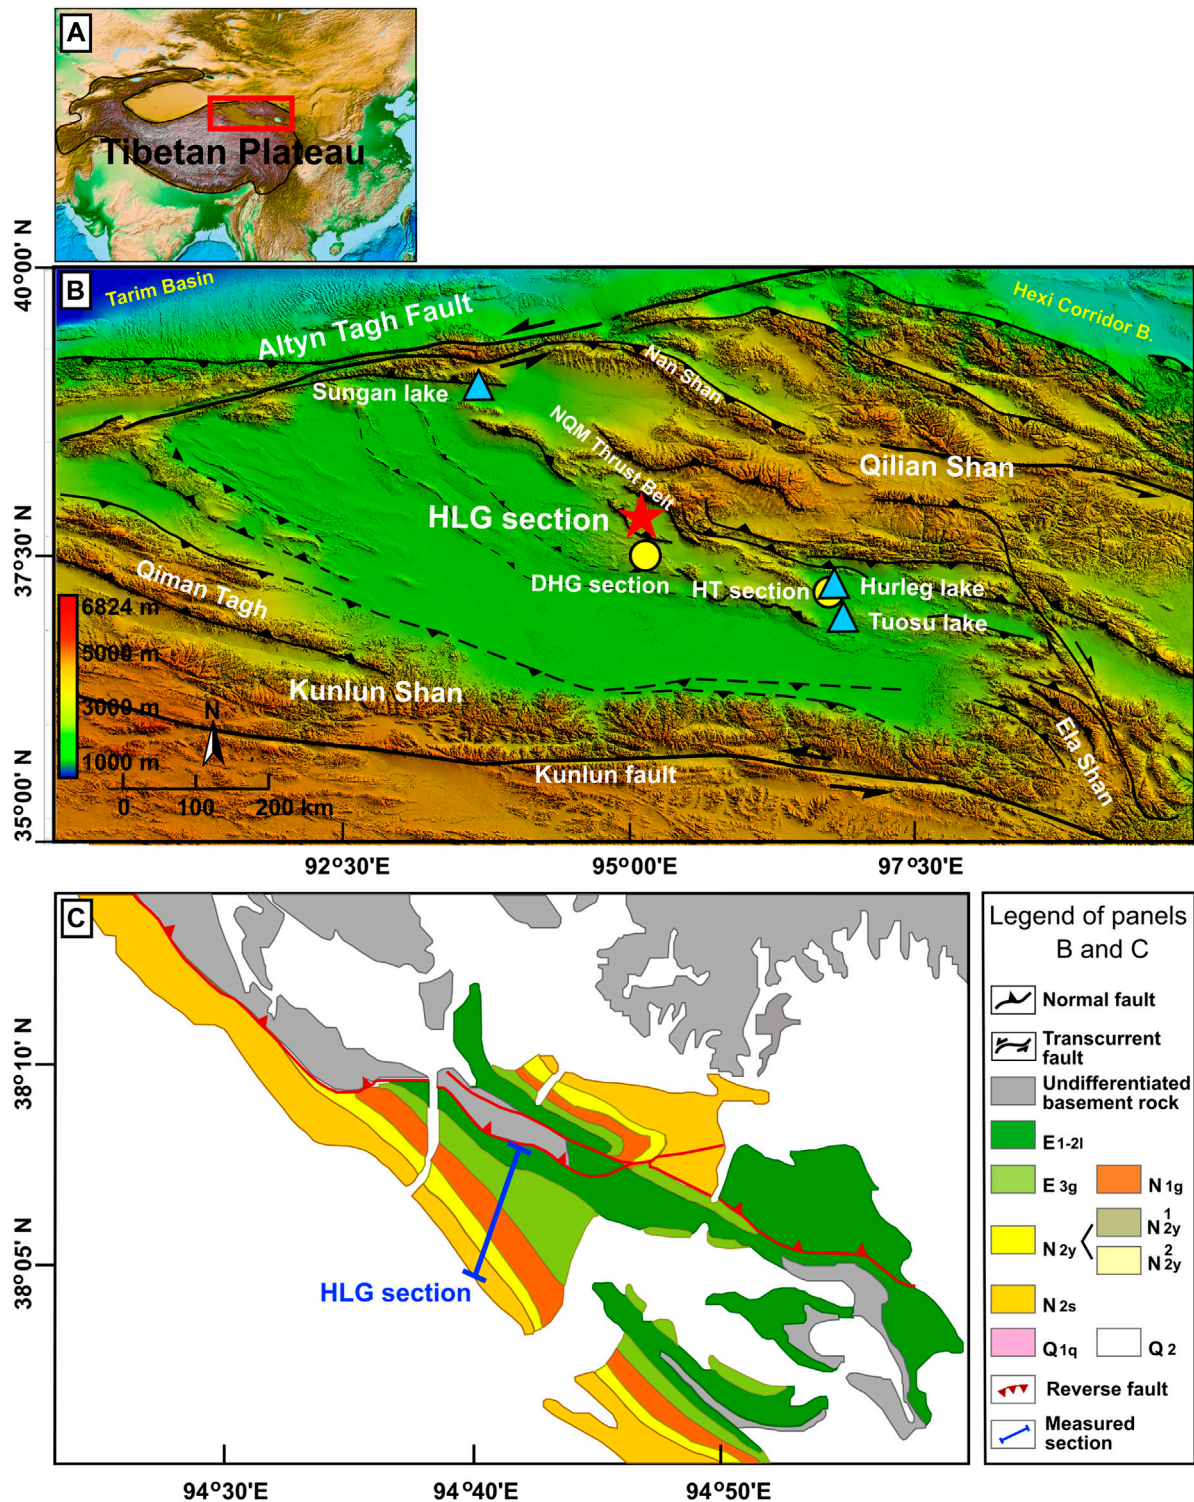 A
Tibetan Plateau
40°00' N
B
Tarim Basin
Altyn Tagh Fault
Hexi Corridor B.
Sungan lake
Nan Shan
NQM Thrust Belt
Qilian Shan
HLG section
37°30' N
DHG section
HT section
Hurleg lake
Tuosu lake
Qiman Tagh
6824 m
5000 m
3000 m
1000 m
Kunlun Shan
N
Kunlun fault
Ela Shan
0 100 200 km
35°00' N
92°30'E
95°00'E
97°30'E
C
38°10' N
38°05' N
HLG section
94°30'E
94°40'E
94°50'E
Legend of panels
B and C
Normal fault
Transcurrent
fault
Undifferentiated
basement rock
E1-2l
E3g
N1g
N2y
N¹2y
N²2y
N2s
Q1q
Q2
Reverse fault
Measured
section